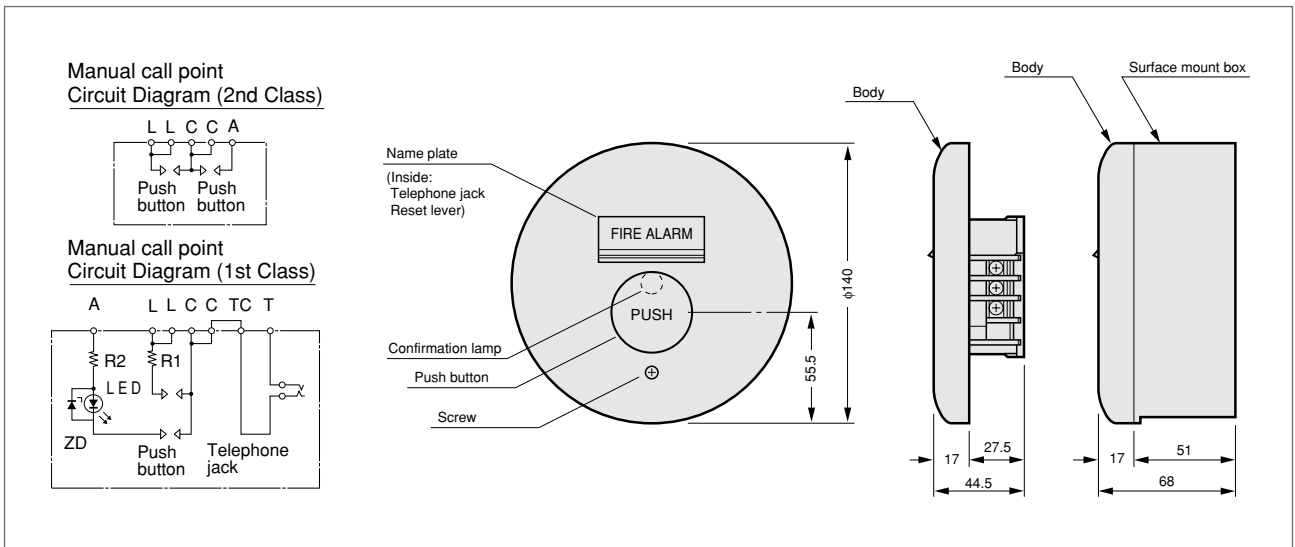 Manual call point
Circuit Diagram (2nd Class)
L L C C A
Push button
Push button
Manual call point
Circuit Diagram (1st Class)
A L L C C TC T
R2
R1
LED
ZD
Push button
Telephone jack
Name plate
(Inside:
Telephone jack
Reset lever)
FIRE ALARM
PUSH
Confirmation lamp
Push button
Screw
55.5
φ140
Body
17
27.5
44.5
Body
Surface mount box
17
51
68